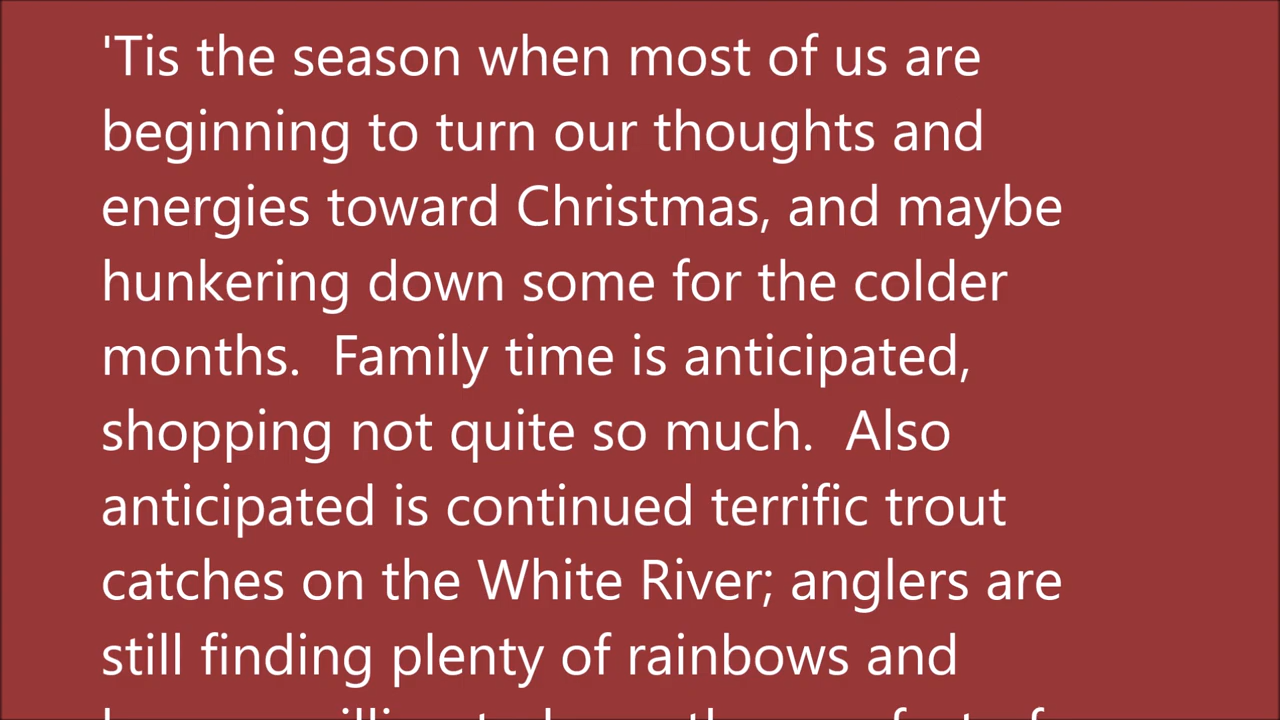 'Tis the season when most of us are
beginning to turn our thoughts and
energies toward Christmas, and maybe
hunkering down some for the colder
months.  Family time is anticipated,
shopping not quite so much.  Also
anticipated is continued terrific trout
catches on the White River; anglers are
still finding plenty of rainbows and